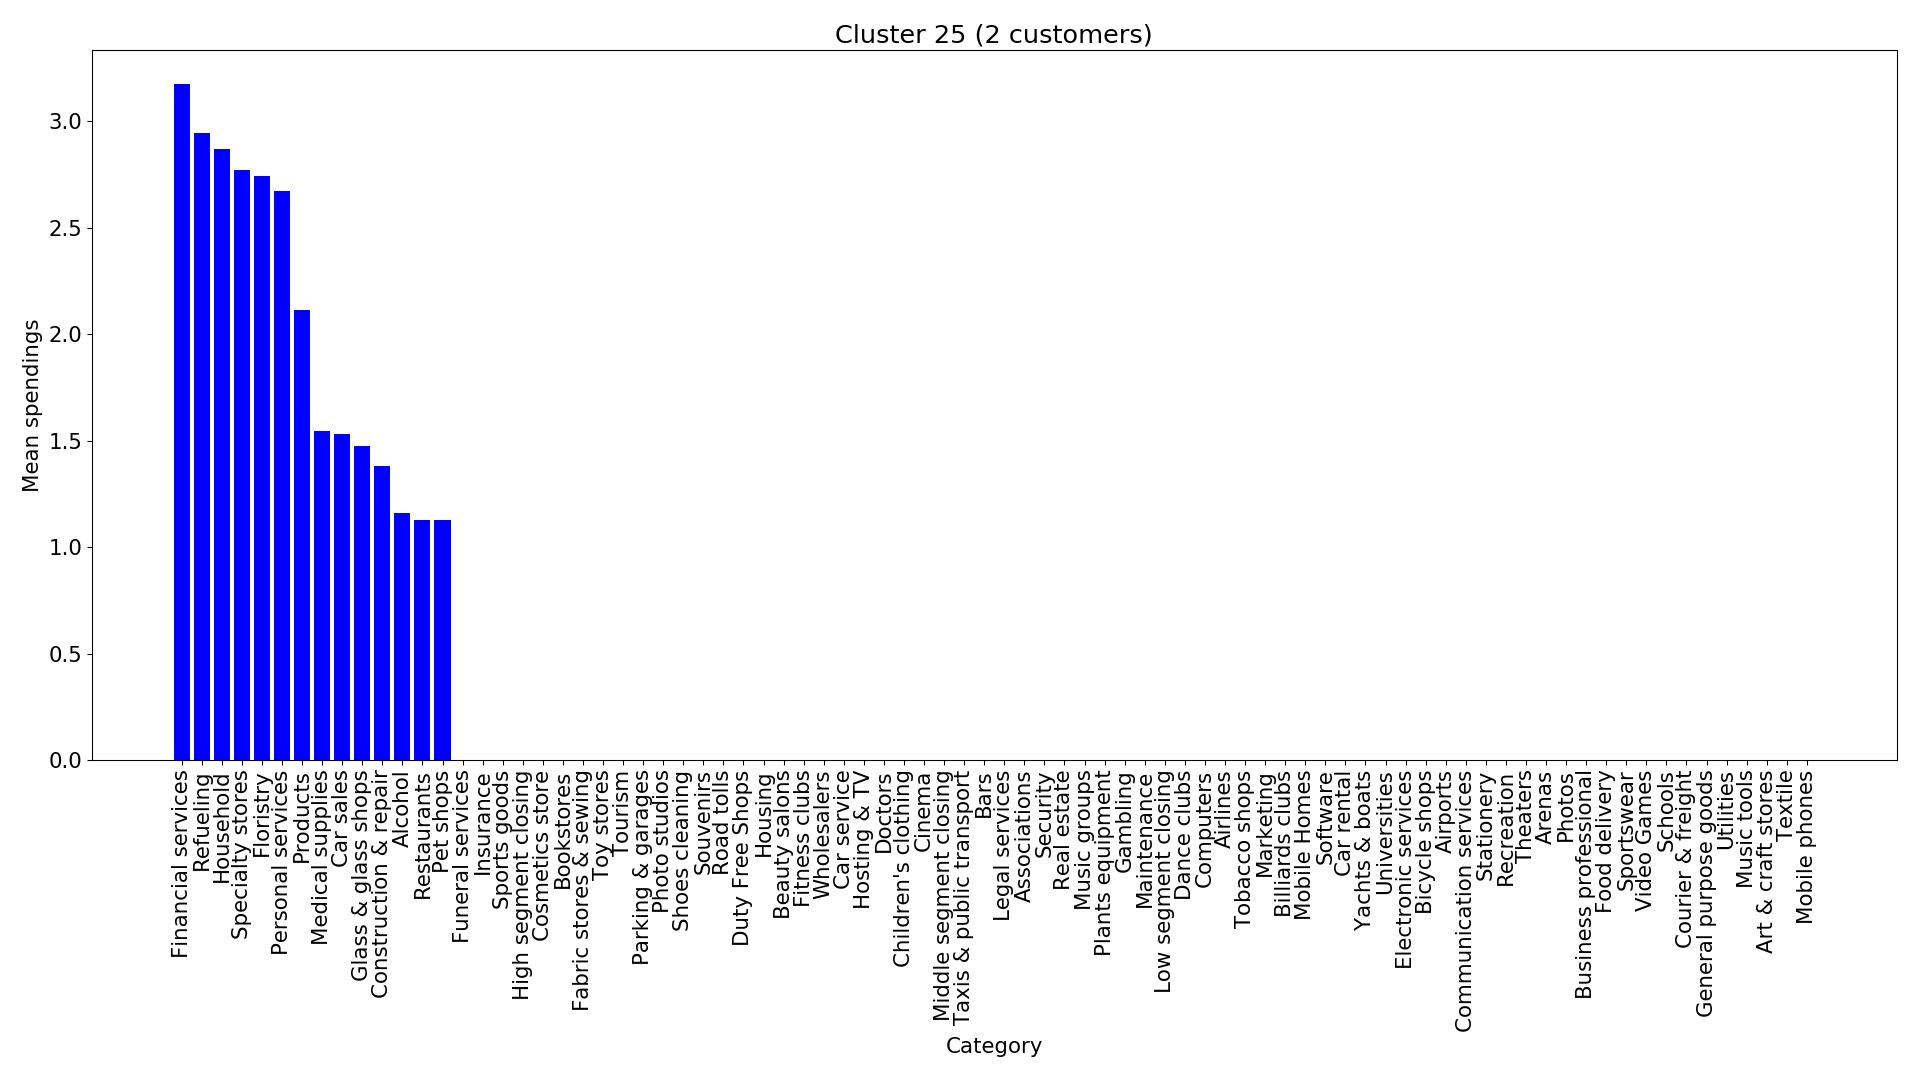 Cluster 25 (2 customers)
Mean spendings
3.0
2.5
2.0
1.5
1.0
0.5
0.0
Financial services
Refueling
Household
Specialty stores
Floristry
Personal services
Products
Medical supplies
Car sales
Glass & glass shops
Construction & repair
Alcohol
Restaurants
Pet shops
Funeral services
Insurance
Sports goods
High segment closing
Cosmetics store
Bookstores
Fabric stores & sewing
Toy stores
Tourism
Parking & garages
Photo studios
Shoes cleaning
Souvenirs
Road tolls
Duty Free Shops
Housing
Beauty salons
Fitness clubs
Wholesalers
Car service
Hosting & TV
Doctors
Children's clothing
Cinema
Middle segment closing
Taxis & public transport
Bars
Legal services
Associations
Security
Real estate
Music groups
Plants equipment
Gambling
Maintenance
Low segment closing
Dance clubs
Computers
Airlines
Tobacco shops
Marketing
Billiards clubs
Mobile Homes
Software
Car rental
Yachts & boats
Universities
Electronic services
Bicycle shops
Airports
Communication services
Stationery
Recreation
Theaters
Arenas
Photos
Business professional
Food delivery
Sportswear
Video Games
Schools
Courier & freight
General purpose goods
Utilities
Music tools
Art & craft stores
Textile
Mobile phones
Category